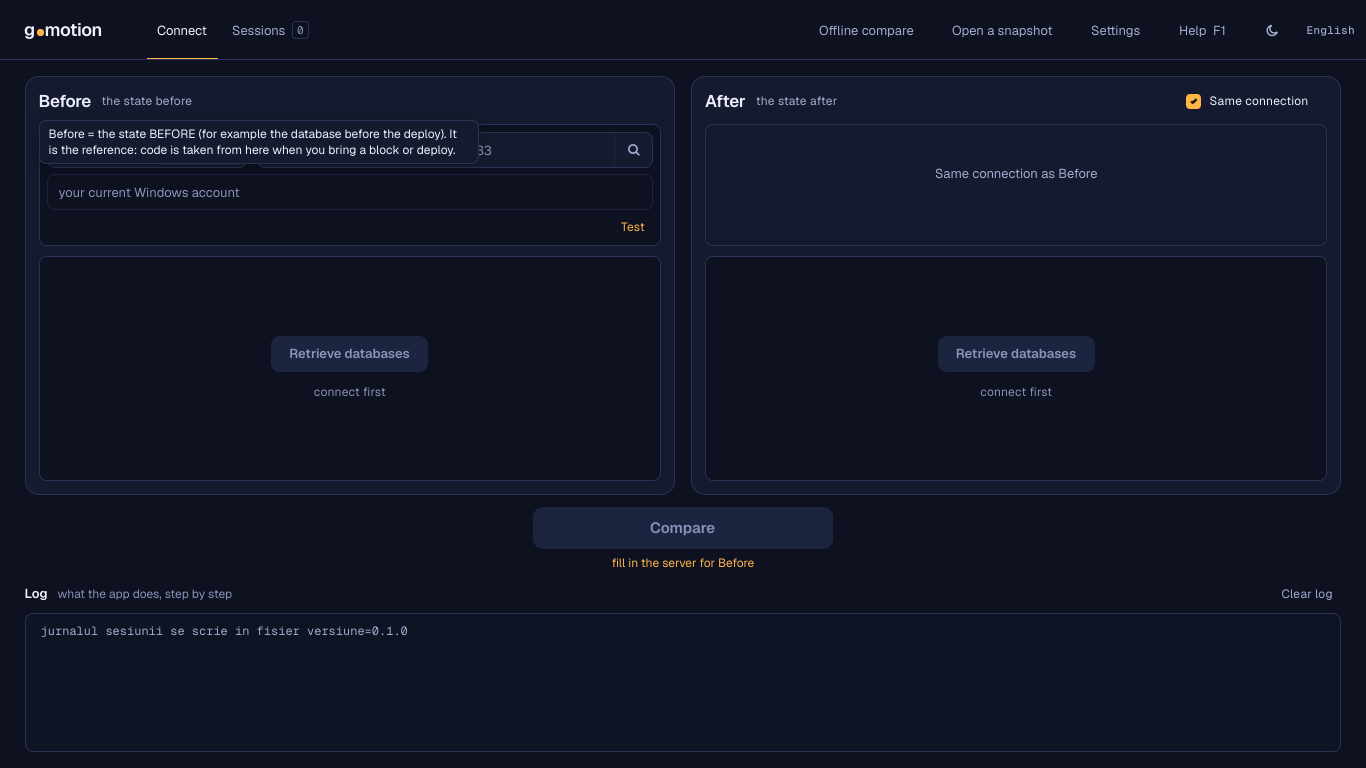 g motion
Connect
Sessions 0
Offline compare
Open a snapshot
Settings
Help F1
English
Before the state before
Before = the state BEFORE (for example the database before the deploy). It
is the reference: code is taken from here when you bring a block or deploy.
your current Windows account
Test
Retrieve databases
connect first
After the state after
Same connection
Same connection as Before
Retrieve databases
connect first
Compare
fill in the server for Before
Log what the app does, step by step
Clear log
jurnalul sesiunii se scrie in fisier versiune=0.1.0